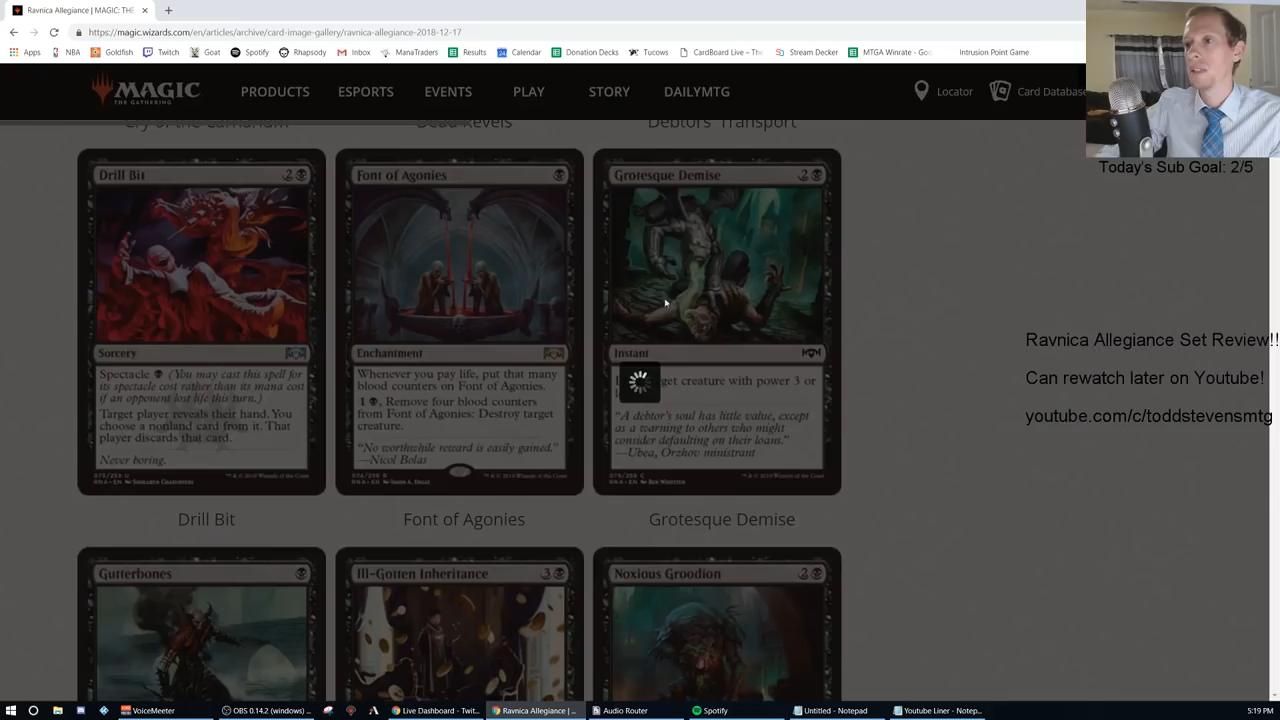 Ravnica Allegiance | MAGIC: THE
https://magic.wizards.com/en/articles/archive/card-image-gallery/ravnica-allegiance-2018-12-17
Apps NBA Goldfish Twitch Goat Spotify Rhapsody Inbox ManaTraders Results Calendar Donation Decks Tucows CardBoard Live – The Stream Decker MTGA Winrate - Goo Intrusion Point Game
MAGIC THE GATHERING PRODUCTS ESPORTS EVENTS PLAY STORY DAILYMTG Locator Card Database
Dead Revels Debtors' Transport
Today's Sub Goal: 2/5
Drill Bit 2
Font of Agonies
Grotesque Demise 2
Sorcery
Enchantment
Instant
Spectacle (You may cast this spell for
its spectacle cost rather than its mana cost
if an opponent lost life this turn.)
Target player reveals their hand. You
choose a nonland card from it. That
player discards that card.
Never boring.
Whenever you pay life, put that many
blood counters on Font of Agonies.
1 , Remove four blood counters
from Font of Agonies: Destroy target
creature.
"No worthwhile reward is easily gained."
—Nicol Bolas
get creature with power 3 or
"A debtor's soul has little value, except
as a warning to others who might
consider defaulting on their loans."
—Ubea, Orzhov ministrant
Ravnica Allegiance Set Review!!
Can rewatch later on Youtube!
youtube.com/c/toddstevensmtg
Drill Bit Font of Agonies Grotesque Demise
Gutterbones
Ill-Gotten Inheritance 3
Noxious Groodion 2
VoiceMeeter OBS 0.14.2 (windows) ... Live Dashboard - Twit... Ravnica Allegiance |... Audio Router Spotify Untitled - Notepad Youtube Liner - Notep... 5:19 PM